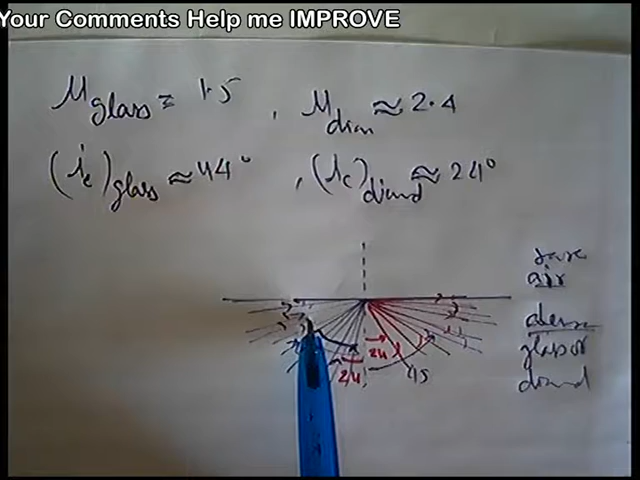 Your Comments Help me IMPROVE
μglass = 1.5 , μdiam ≈ 2.4
(ic)glass ≈ 44° , (ic)diamd ≈ 24°
rare
air
dense
glass or
diamd
24
24
45